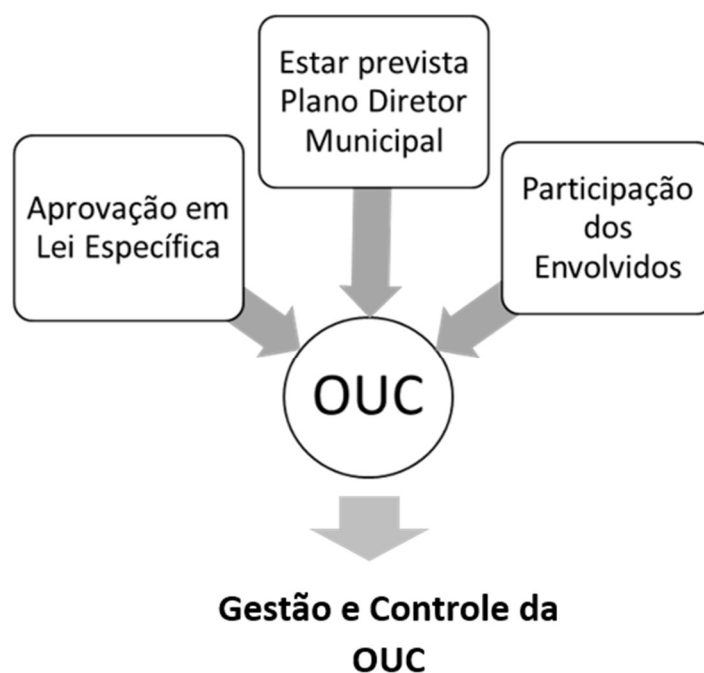 Estar prevista
Plano Diretor
Municipal
Aprovação em
Lei Específica
Participação
dos
Envolvidos
OUC
Gestão e Controle da
OUC